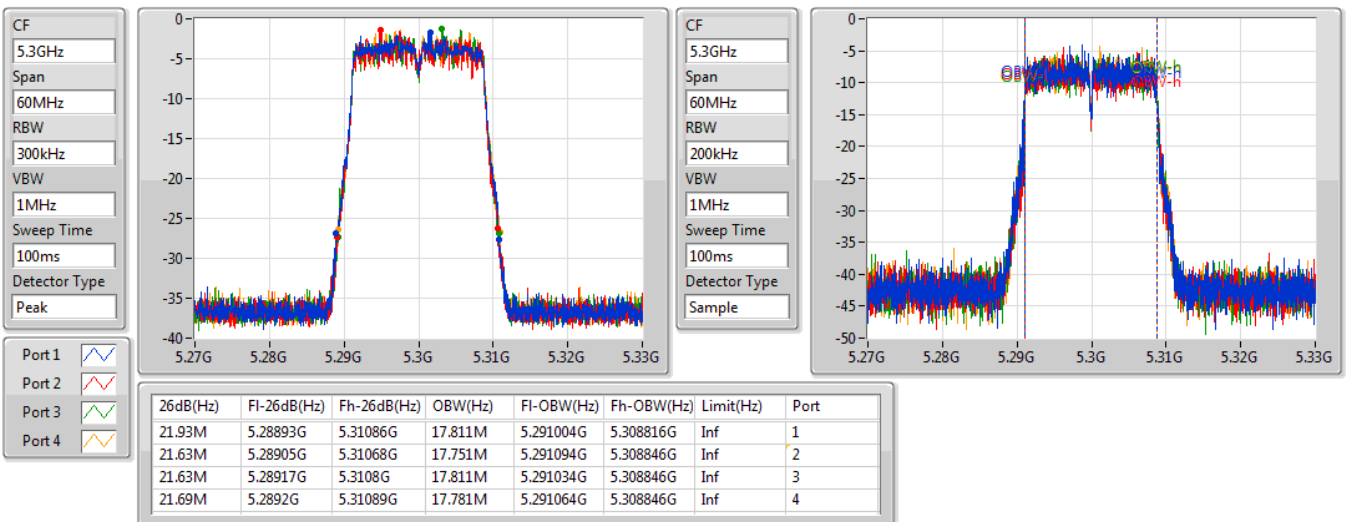 CF
5.3GHz
Span
60MHz
RBW
300kHz
VBW
1MHz
Sweep Time
100ms
Detector Type
Peak
0
-5
-10
-15
-20
-25
-30
-35
-40
5.27G 5.28G 5.29G 5.3G 5.31G 5.32G 5.33G
CF
5.3GHz
Span
60MHz
RBW
200kHz
VBW
1MHz
Sweep Time
100ms
Detector Type
Sample
0
-5
-10
-15
-20
-25
-30
-35
-40
-45
-50
OBW-h
OBW-h
5.27G 5.28G 5.29G 5.3G 5.31G 5.32G 5.33G
Port 1
Port 2
Port 3
Port 4
26dB(Hz) Fl-26dB(Hz) Fh-26dB(Hz) OBW(Hz) Fl-OBW(Hz) Fh-OBW(Hz) Limit(Hz) Port
21.93M 5.28893G 5.31086G 17.811M 5.291004G 5.308816G Inf 1
21.63M 5.28905G 5.31068G 17.751M 5.291094G 5.308846G Inf 2
21.63M 5.28917G 5.3108G 17.811M 5.291034G 5.308846G Inf 3
21.69M 5.2892G 5.31089G 17.781M 5.291064G 5.308846G Inf 4